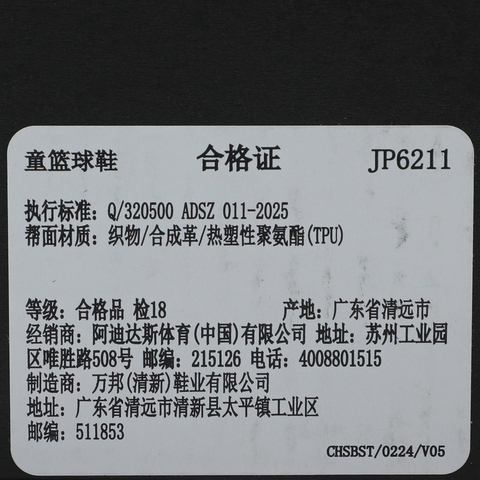 童篮球鞋 合格证 JP6211
执行标准: Q/320500 ADSZ 011-2025
帮面材质: 织物/合成革/热塑性聚氨酯(TPU)
等级: 合格品 检18 产地: 广东省清远市
经销商: 阿迪达斯体育(中国)有限公司 地址: 苏州工业园
区唯胜路508号 邮编: 215126 电话: 4008801515
制造商: 万邦(清新)鞋业有限公司
地址: 广东省清远市清新县太平镇工业区
邮编: 511853
CHSBST/0224/V05